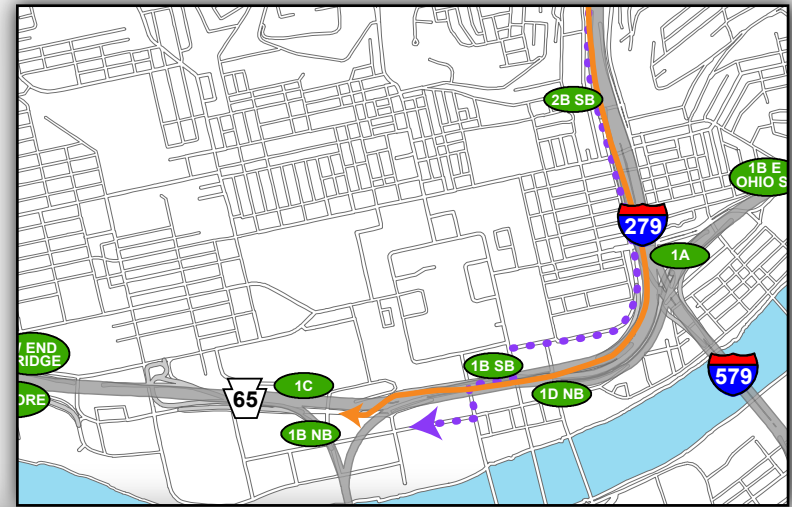 2B SB
1B E
OHIO S
279
1A
END
RIDGE
1B SB
579
1C
1D NB
65
ORE
1B NB